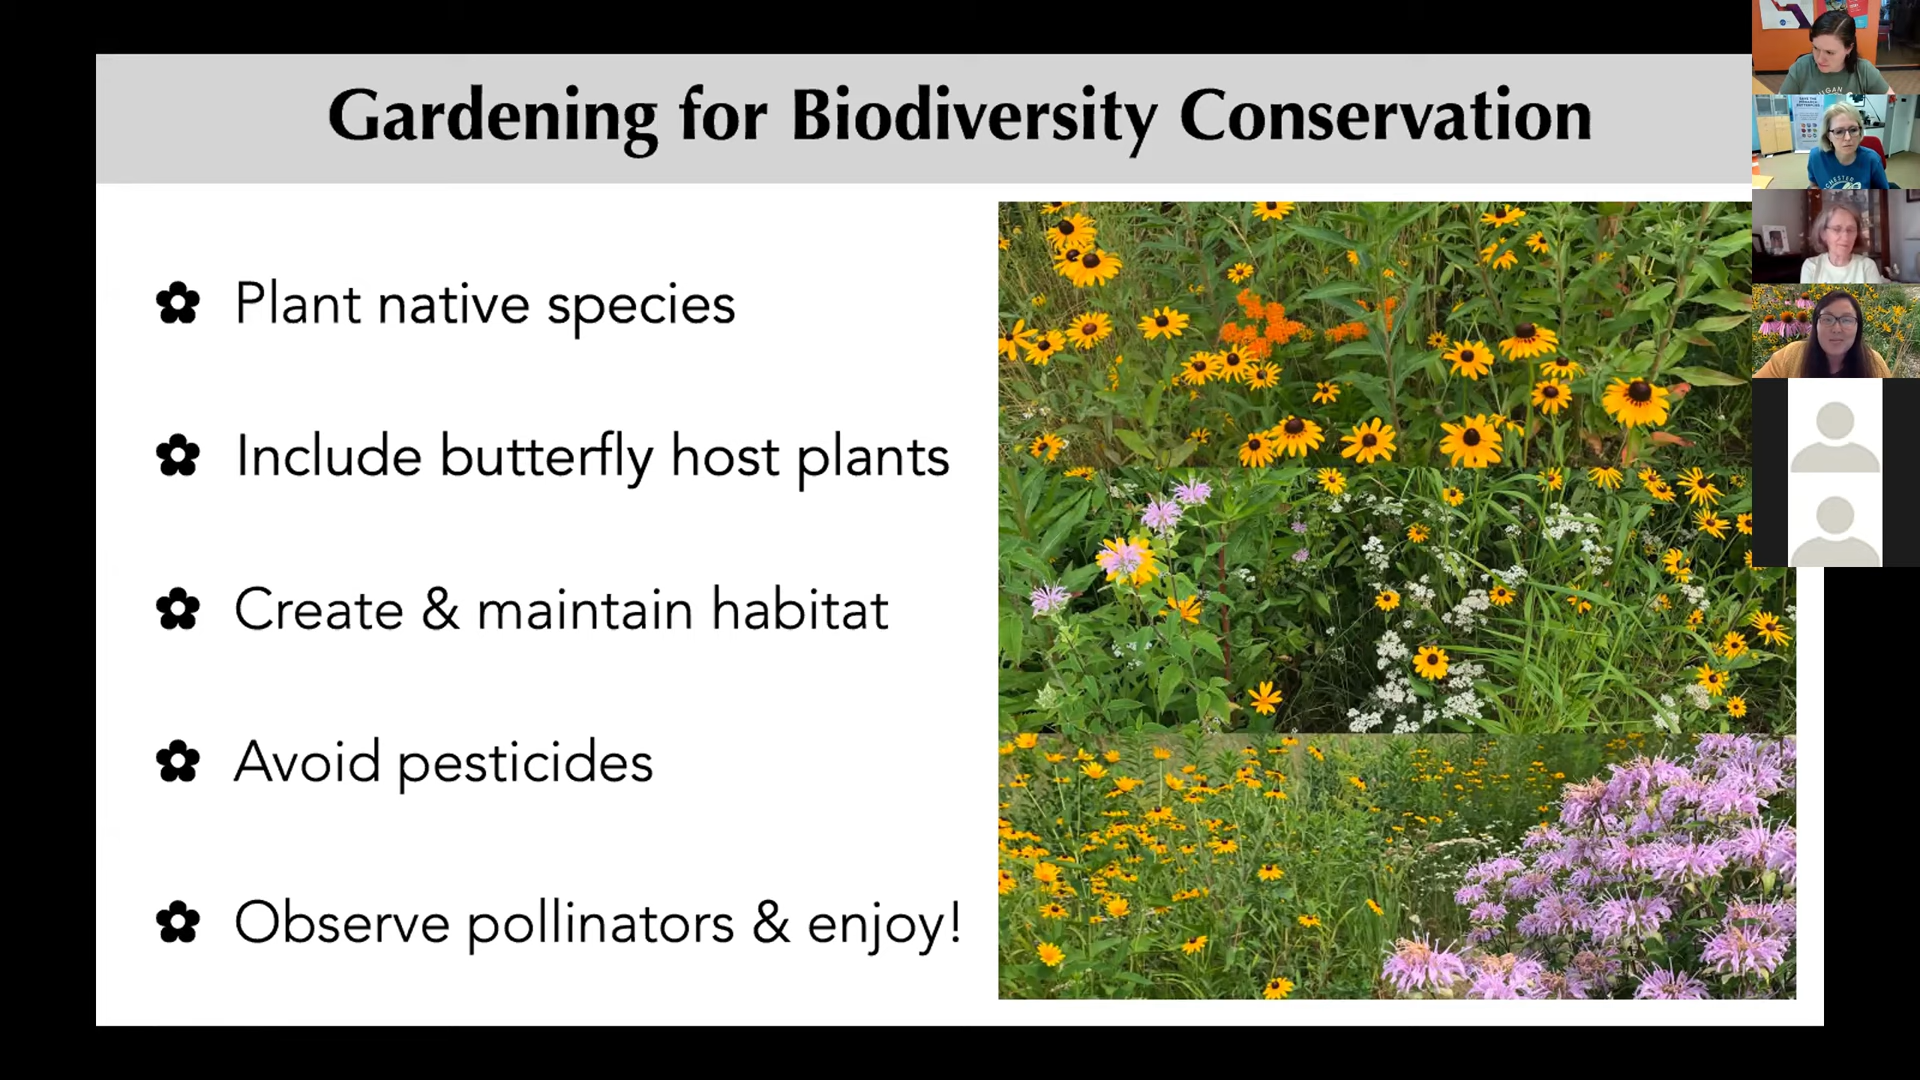 Gardening for Biodiversity Conservation
Plant native species
Include butterfly host plants
Create & maintain habitat
Avoid pesticides
Observe pollinators & enjoy!